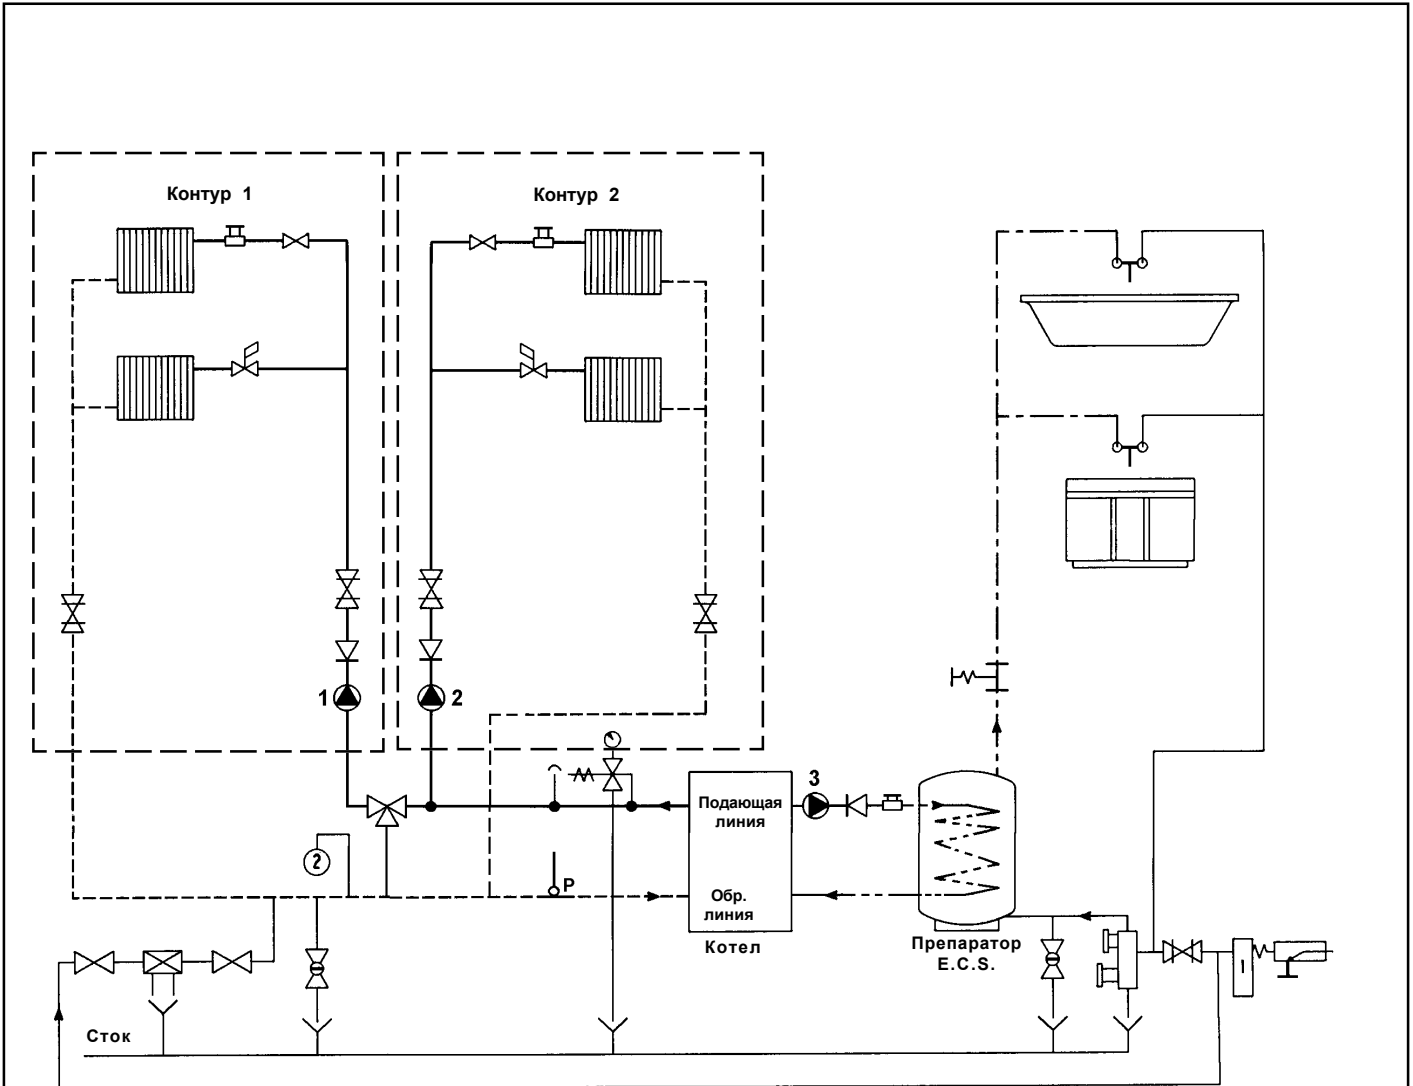 Контур 1
Контур 2
1
2
3
Подающая
линия
2
P
Обр.
линия
Котел
Препаратор
E.C.S.
Сток